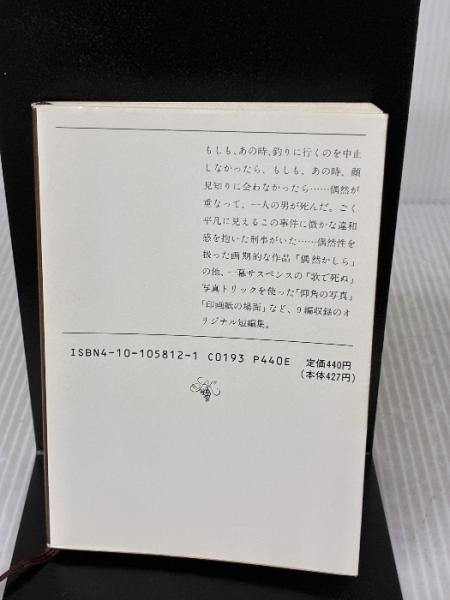 もしも、あの時、釣りに行くのを中止
しなかったら、もしも、あの時、顔
見知りに会わなかったら……偶然が
重なって、一人の男が死んだ。ごく
平凡に見えるこの事件に微かな違和
感を抱いた刑事がいた……偶然性を
扱った画期的な作品「偶然かしら」
の他、一幕サスペンスの「歌で死ぬ」
写真トリックを使った「仰角の写真」
「印画紙の場面」など、9編収録のオ
リジナル短編集。
ISBN4-10-105812-1 C0193 P440E
定価440円
(本体427円)